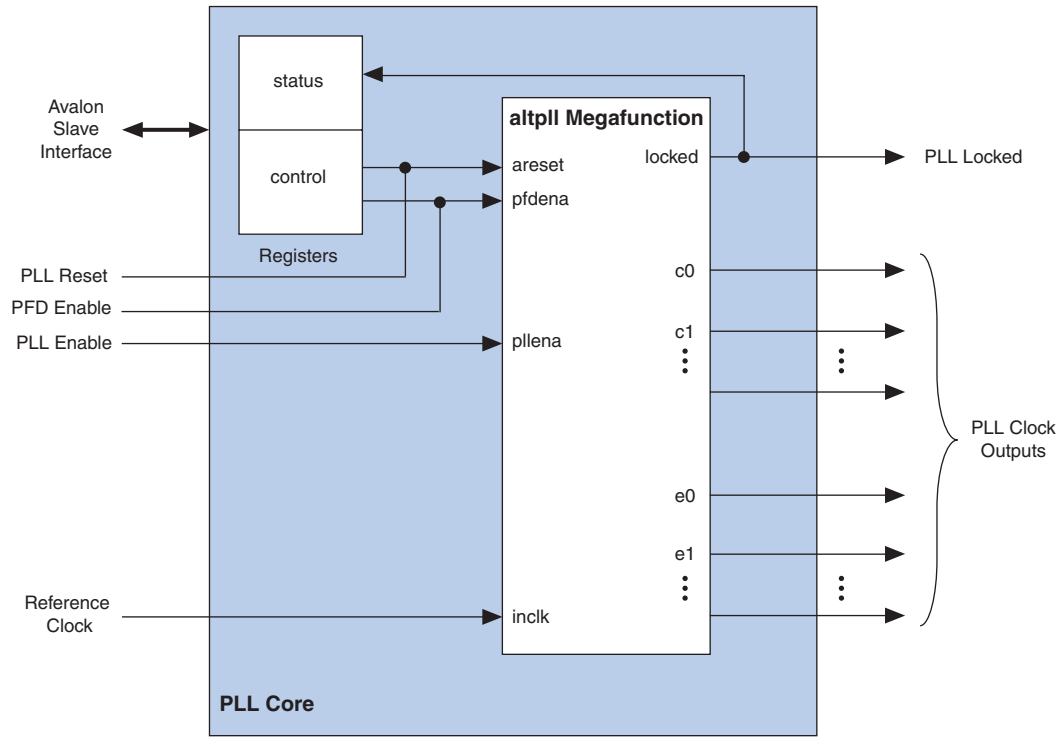 status
control
Registers
Avalon
Slave
Interface
PLL Reset
PFD Enable
PLL Enable
Reference
Clock
altpll Megafunction
locked
areset
pfdena
c0
c1
pllena
e0
e1
inclk
PLL Locked
PLL Clock
Outputs
PLL Core